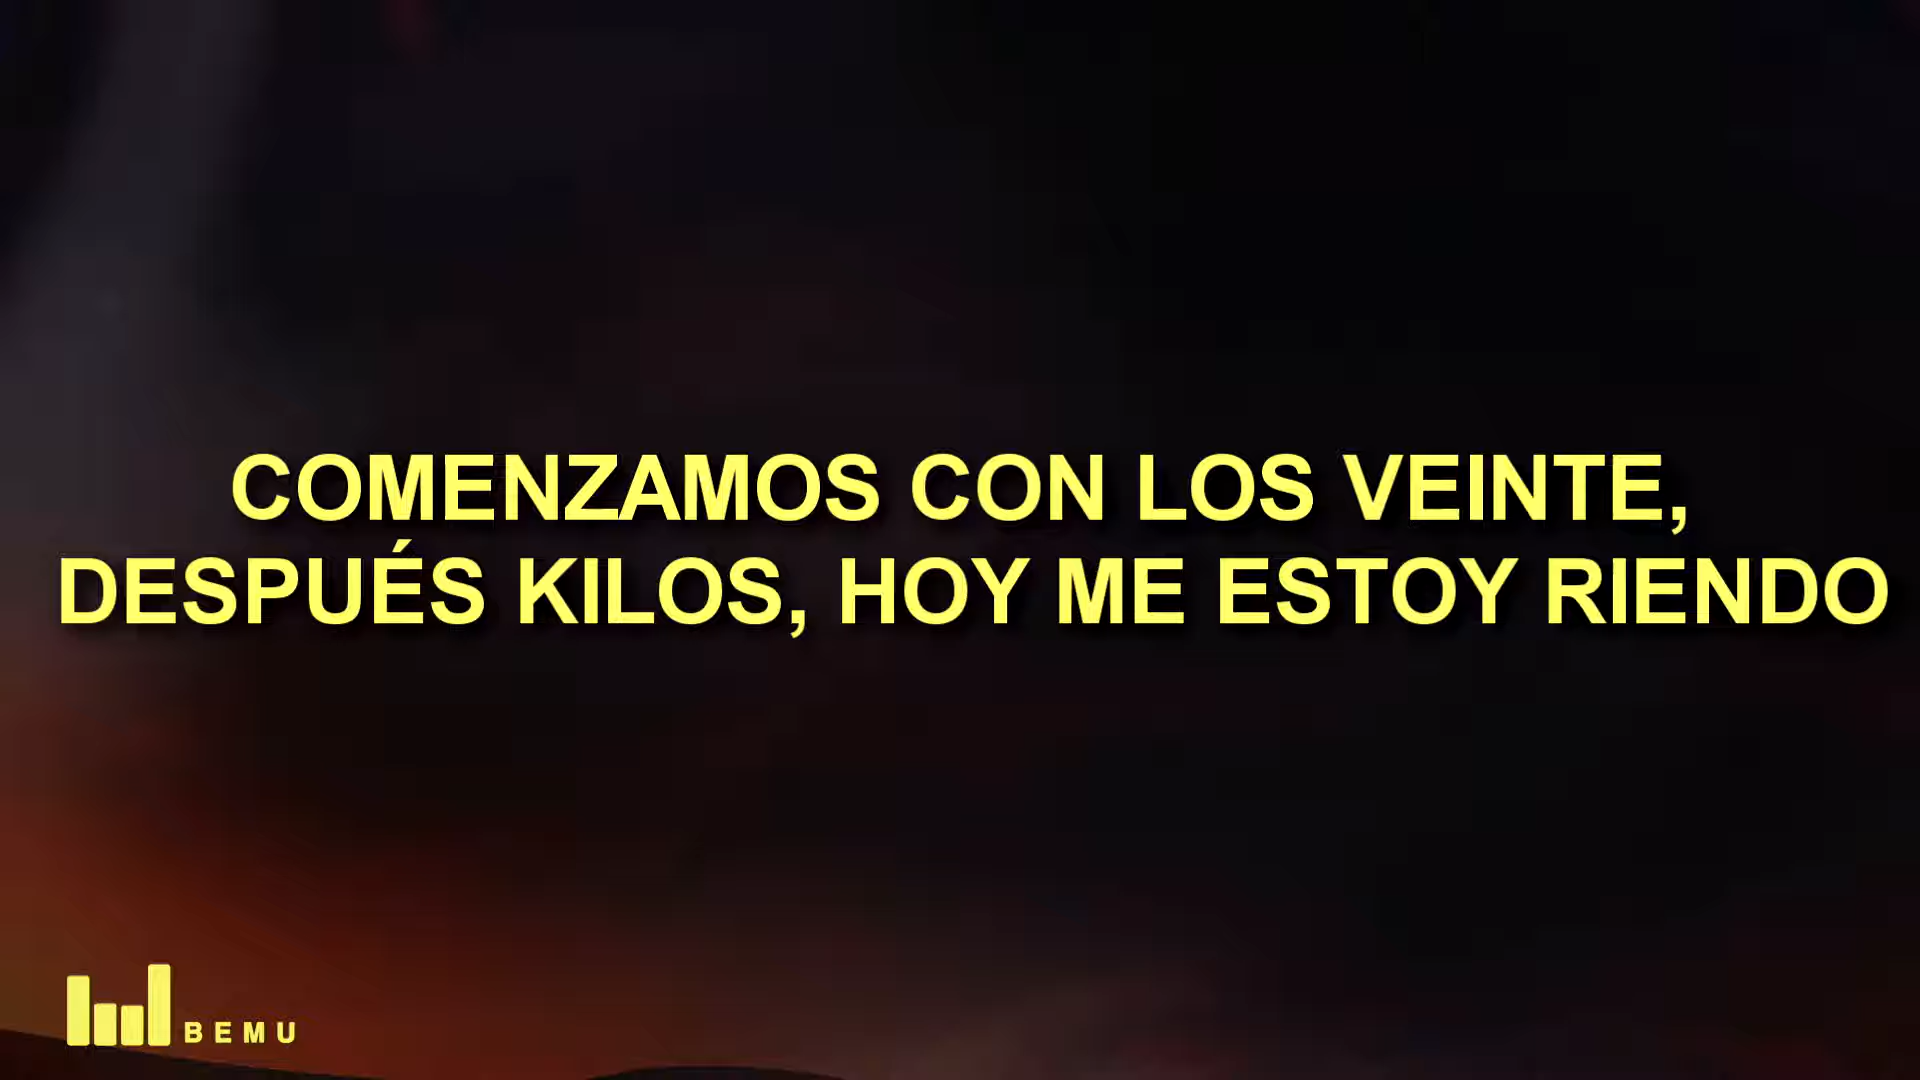 COMENZAMOS CON LOS VEINTE,
DESPUÉS KILOS, HOY ME ESTOY RIENDO
BEMU